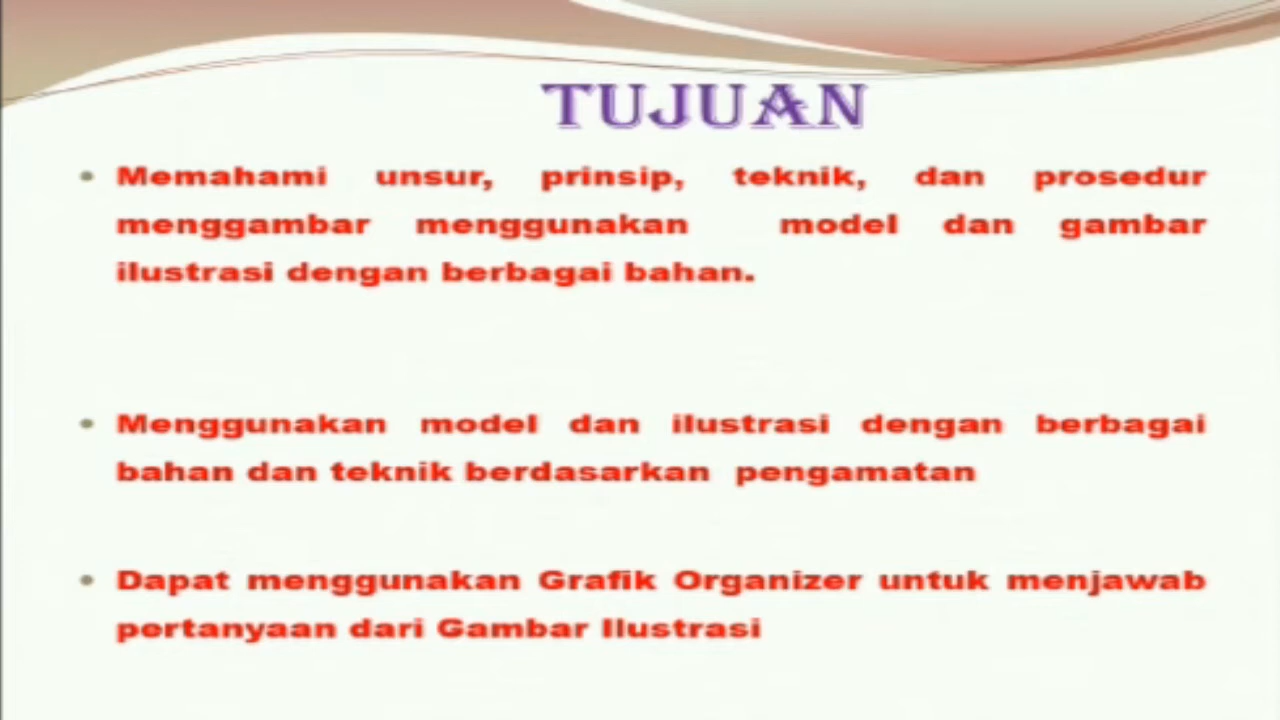 TUJUAN
• Memahami unsur, prinsip, teknik, dan prosedur
menggambar menggunakan model dan gambar
ilustrasi dengan berbagai bahan.
• Menggunakan model dan ilustrasi dengan berbagai
bahan dan teknik berdasarkan pengamatan
• Dapat menggunakan Grafik Organizer untuk menjawab
pertanyaan dari Gambar Ilustrasi